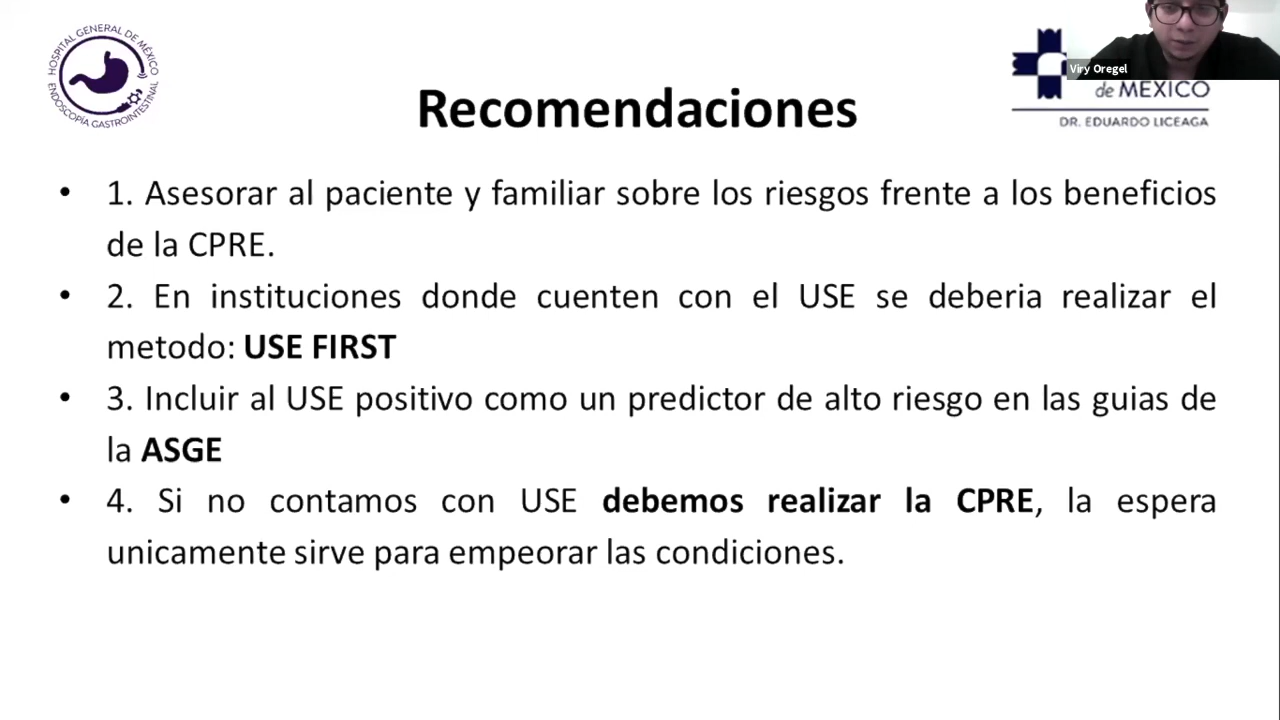 HOSPITAL GENERAL DE MÉXICO
ENDOSCOPÍA GASTROINTESTINAL
Viry Oregel
de MÉXICO
DR. EDUARDO LICEAGA
Recomendaciones
• 1. Asesorar al paciente y familiar sobre los riesgos frente a los beneficios
de la CPRE.
• 2. En instituciones donde cuenten con el USE se deberia realizar el
metodo: USE FIRST
• 3. Incluir al USE positivo como un predictor de alto riesgo en las guias de
la ASGE
• 4. Si no contamos con USE debemos realizar la CPRE, la espera
unicamente sirve para empeorar las condiciones.